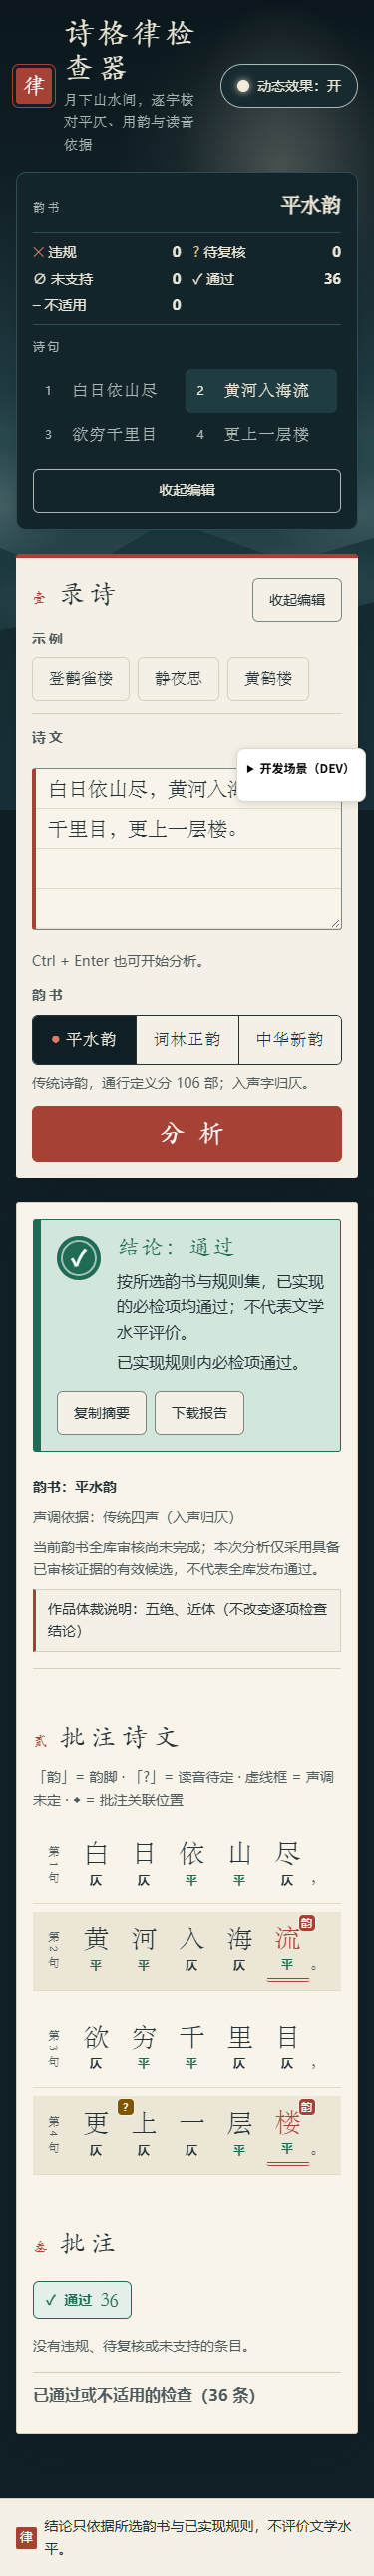 律
诗格律检
查器
月下山水间，逐字核
对平仄、用韵与读音
依据
动态效果：开
韵书
平水韵
✕ 违规 0 ? 待复核 0
∅ 未支持 0 ✓ 通过 36
– 不适用 0
诗句
1 白日依山尽 2 黄河入海流
3 欲穷千里目 4 更上一层楼
收起编辑
壹 录诗
收起编辑
示例
登鹳雀楼 静夜思 黄鹤楼
诗文
▶ 开发场景（DEV）
白日依山尽，黄河入海
千里目，更上一层楼。
Ctrl + Enter 也可开始分析。
韵书
平水韵 词林正韵 中华新韵
传统诗韵，通行定义分 106 部；入声字归仄。
分析
结论：通过
按所选韵书与规则集，已实现
的必检项均通过；不代表文学
水平评价。
已实现规则内必检项通过。
复制摘要 下载报告
韵书：平水韵
声调依据：传统四声（入声归仄）
当前韵书全库审核尚未完成；本次分析仅采用具备
已审核证据的有效候选，不代表全库发布通过。
作品体裁说明：五绝、近体（不改变逐项检查
结论）
贰 批注诗文
「韵」= 韵脚 · 「?」= 读音待定 · 虚线框 = 声调
未定 · ◆ = 批注关联位置
第1句 白 日 依 山 尽 ，
仄 仄 平 平 仄
第2句 黄 河 入 海 流 韵 。
平 平 仄 仄 平
第3句 欲 穷 千 里 目 ，
仄 平 平 仄 仄
第4句 更 ? 上 一 层 楼 韵 。
仄 仄 仄 平 平
叁 批注
✓ 通过 36
没有违规、待复核或未支持的条目。
已通过或不适用的检查（36 条）
律
结论只依据所选韵书与已实现规则，不评价文学水
平。